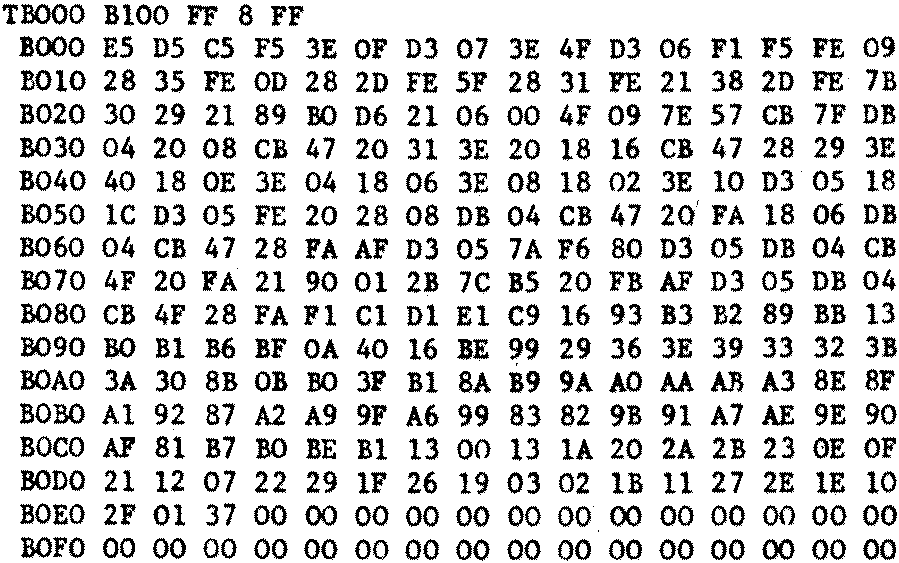 TB000 B100 FF 8 FF
B000 E5 D5 C5 F5 3E 0F D3 07 3E 4F D3 06 F1 F5 FE 09
B010 28 35 FE 0D 28 2D FE 5F 28 31 FE 21 38 2D FE 7B
B020 30 29 21 89 B0 D6 21 06 00 4F 09 7E 57 CB 7F DB
B030 04 20 08 CB 47 20 31 3E 20 18 16 CB 47 28 29 3E
B040 40 18 0E 3E 04 18 06 3E 08 18 02 3E 10 D3 05 18
B050 1C D3 05 FE 20 28 08 DB 04 CB 47 20 FA 18 06 DB
B060 04 CB 47 28 FA AF D3 05 7A F6 80 D3 05 DB 04 CB
B070 4F 20 FA 21 90 01 2B 7C B5 20 FB AF D3 05 DB 04
B080 CB 4F 28 FA F1 C1 D1 E1 C9 16 93 B3 B2 89 BB 13
B090 B0 B1 B6 BF 0A 40 16 BE 99 29 36 3E 39 33 32 3B
B0A0 3A 30 8B 0B B0 3F B1 8A B9 9A A0 AA AB A3 8E 8F
B0B0 A1 92 87 A2 A9 9F A6 99 83 82 9B 91 A7 AE 9E 90
B0C0 AF 81 B7 B0 BE B1 13 00 13 1A 20 2A 2B 23 0E 0F
B0D0 21 12 07 22 29 1F 26 19 03 02 1B 11 27 2E 1E 10
B0E0 2F 01 37 00 00 00 00 00 00 00 00 00 00 00 00 00
B0F0 00 00 00 00 00 00 00 00 00 00 00 00 00 00 00 00